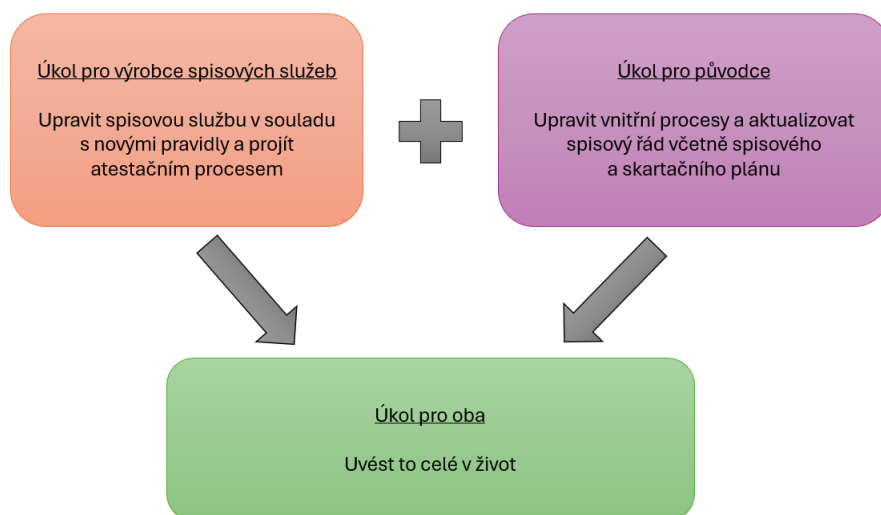 Úkol pro výrobce spisových služeb
Upravit spisovou službu v souladu
s novými pravidly a projít
atestačním procesem
Úkol pro původce
Upravit vnitřní procesy a aktualizovat
spisový řád včetně spisového
a skartačního plánu
Úkol pro oba
Uvést to celé v život